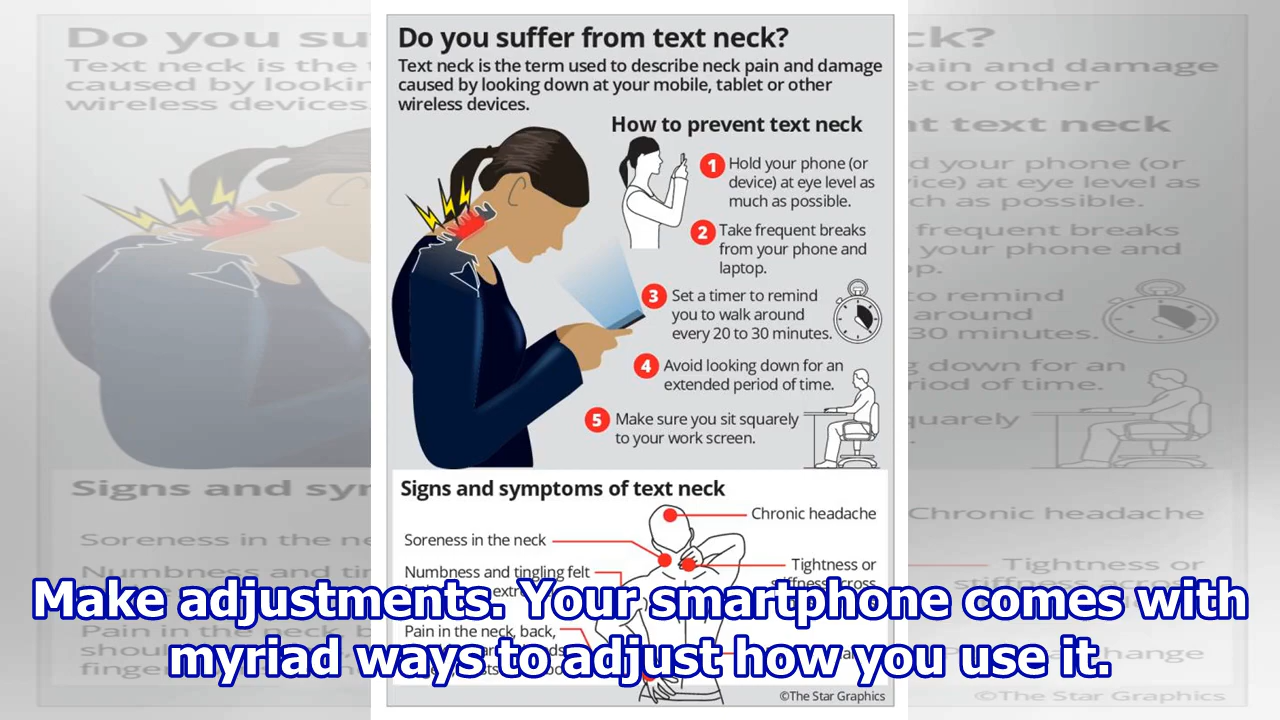 Do you suffer from text neck?
Text neck is the term used to describe neck pain and damage
caused by looking down at your mobile, tablet or other
wireless devices.
How to prevent text neck
1 Hold your phone (or
device) at eye level as
much as possible.
2 Take frequent breaks
from your phone and
laptop.
3 Set a timer to remind
you to walk around
every 20 to 30 minutes.
4 Avoid looking down for an
extended period of time.
5 Make sure you sit squarely
to your work screen.
Signs and symptoms of text neck
Chronic headache
Soreness in the neck
Tightness or
stiffness across
Numbness and tingling felt
Pain in the neck, back,
Make adjustments. Your smartphone comes with
myriad ways to adjust how you use it.
©The Star Graphics